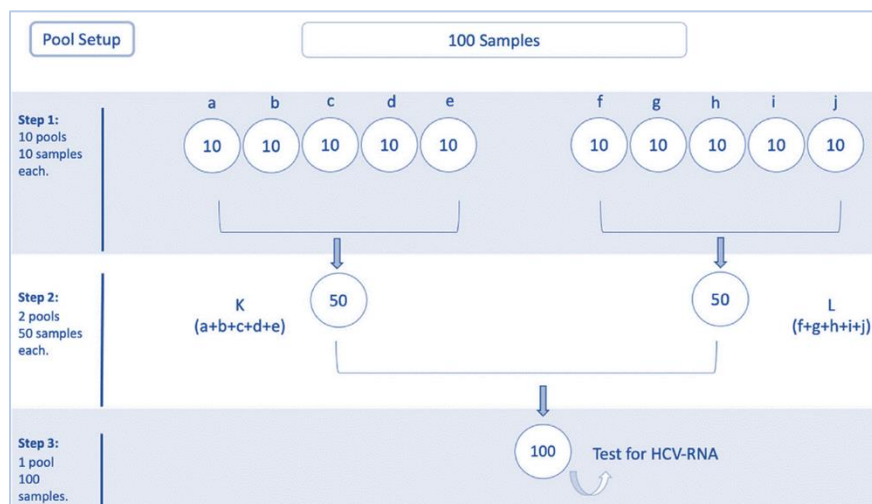 Pool Setup
100 Samples
a b c d e f g h i j
Step 1:
10 pools
10 samples
each.
10 10 10 10 10 10 10 10 10 10
Step 2:
2 pools
50 samples
each.
K
(a+b+c+d+e)
50
50
L
(f+g+h+i+j)
Step 3:
1 pool
100
samples.
100
Test for HCV-RNA